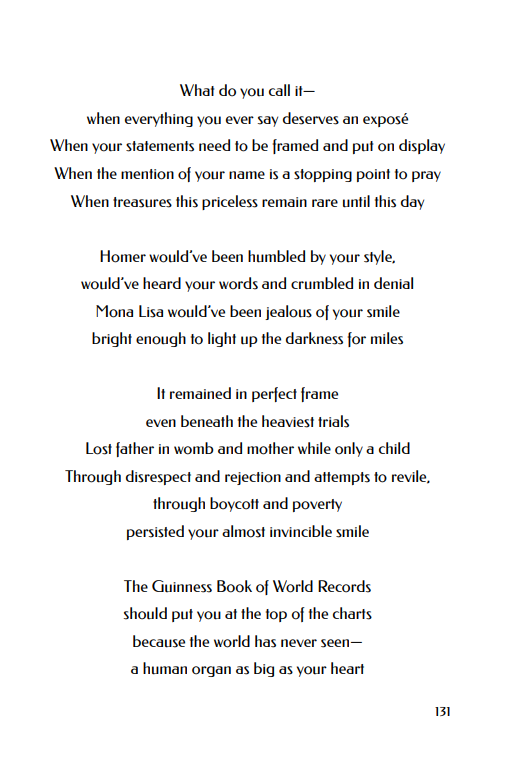 What do you call it—
when everything you ever say deserves an exposé
When your statements need to be framed and put on display
When the mention of your name is a stopping point to pray
When treasures this priceless remain rare until this day
Homer would've been humbled by your style,
would've heard your words and crumbled in denial
Mona Lisa would've been jealous of your smile
bright enough to light up the darkness for miles
It remained in perfect frame
even beneath the heaviest trials
Lost father in womb and mother while only a child
Through disrespect and rejection and attempts to revile,
through boycott and poverty
persisted your almost invincible smile
The Guinness Book of World Records
should put you at the top of the charts
because the world has never seen—
a human organ as big as your heart
131